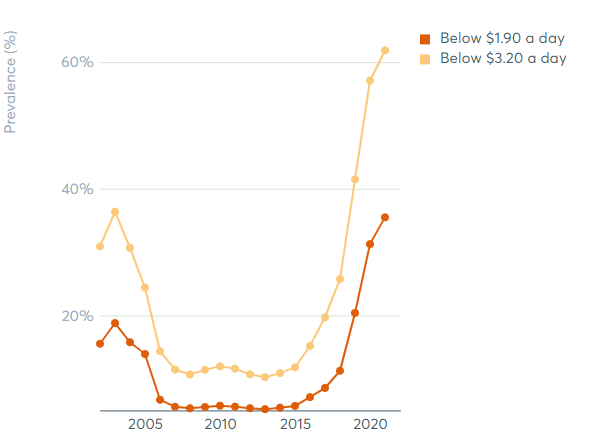 Prevalence (%)
60%
40%
20%
2005 2010 2015 2020
Below $1.90 a day
Below $3.20 a day